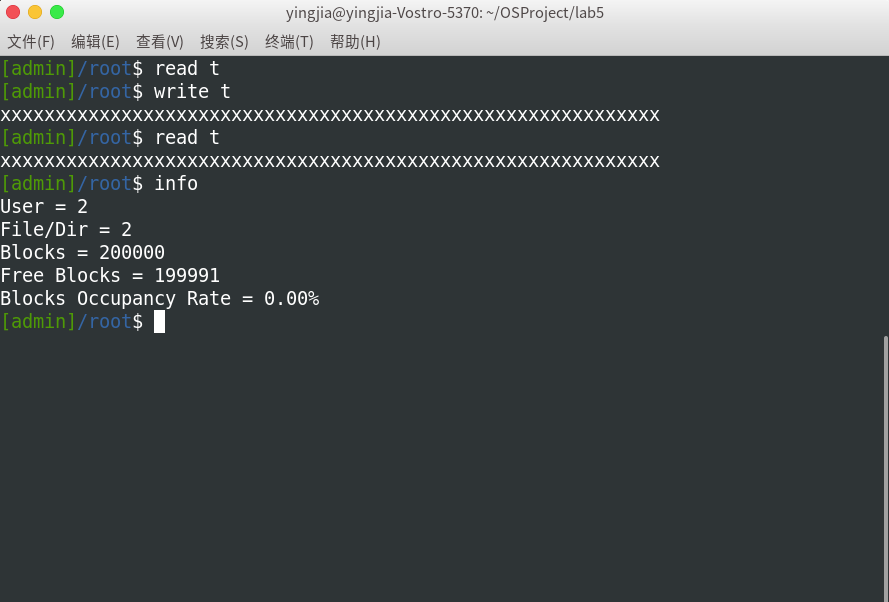 yingjia@yingjia-Vostro-5370: ~/OSProject/lab5
文件(F) 编辑(E) 查看(V) 搜索(S) 终端(T) 帮助(H)
[admin]/root$ read t
[admin]/root$ write t
xxxxxxxxxxxxxxxxxxxxxxxxxxxxxxxxxxxxxxxxxxxxxxxxxxxxxxxxxxxx
[admin]/root$ read t
xxxxxxxxxxxxxxxxxxxxxxxxxxxxxxxxxxxxxxxxxxxxxxxxxxxxxxxxxxxx
[admin]/root$ info
User = 2
File/Dir = 2
Blocks = 200000
Free Blocks = 199991
Blocks Occupancy Rate = 0.00%
[admin]/root$